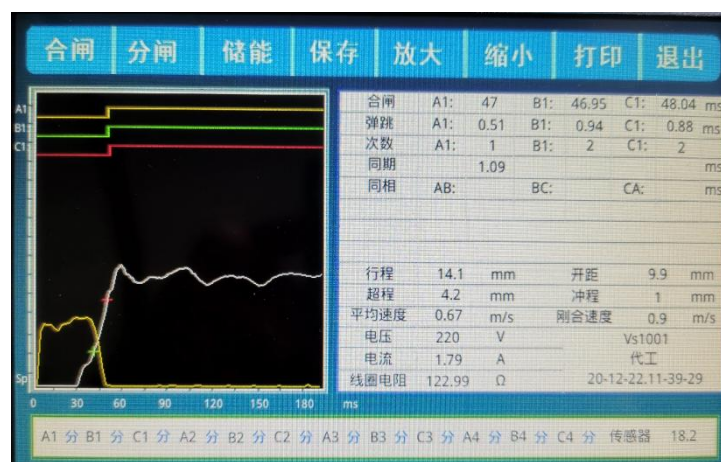 合闸 分闸 储能 保存 放大 缩小 打印 退出
A1
B1
C1
Sp
0 30 60 90 120 150 180 ms
合闸 A1: 47 B1: 46.95 C1: 48.04 ms
弹跳 A1: 0.51 B1: 0.94 C1: 0.88 ms
次数 A1: 1 B1: 2 C1: 2
同期 1.09 ms
同相 AB: BC: CA: ms
行程 14.1 mm 开距 9.9 mm
超程 4.2 mm 冲程 1 mm
平均速度 0.67 m/s 刚合速度 0.9 m/s
电压 220 V Vs1001
电流 1.79 A 代工
线圈电阻 122.99 Ω 20-12-22.11-39-29
A1 分 B1 分 C1 分 A2 分 B2 分 C2 分 A3 分 B3 分 C3 分 A4 分 B4 分 C4 分 传感器 18.2